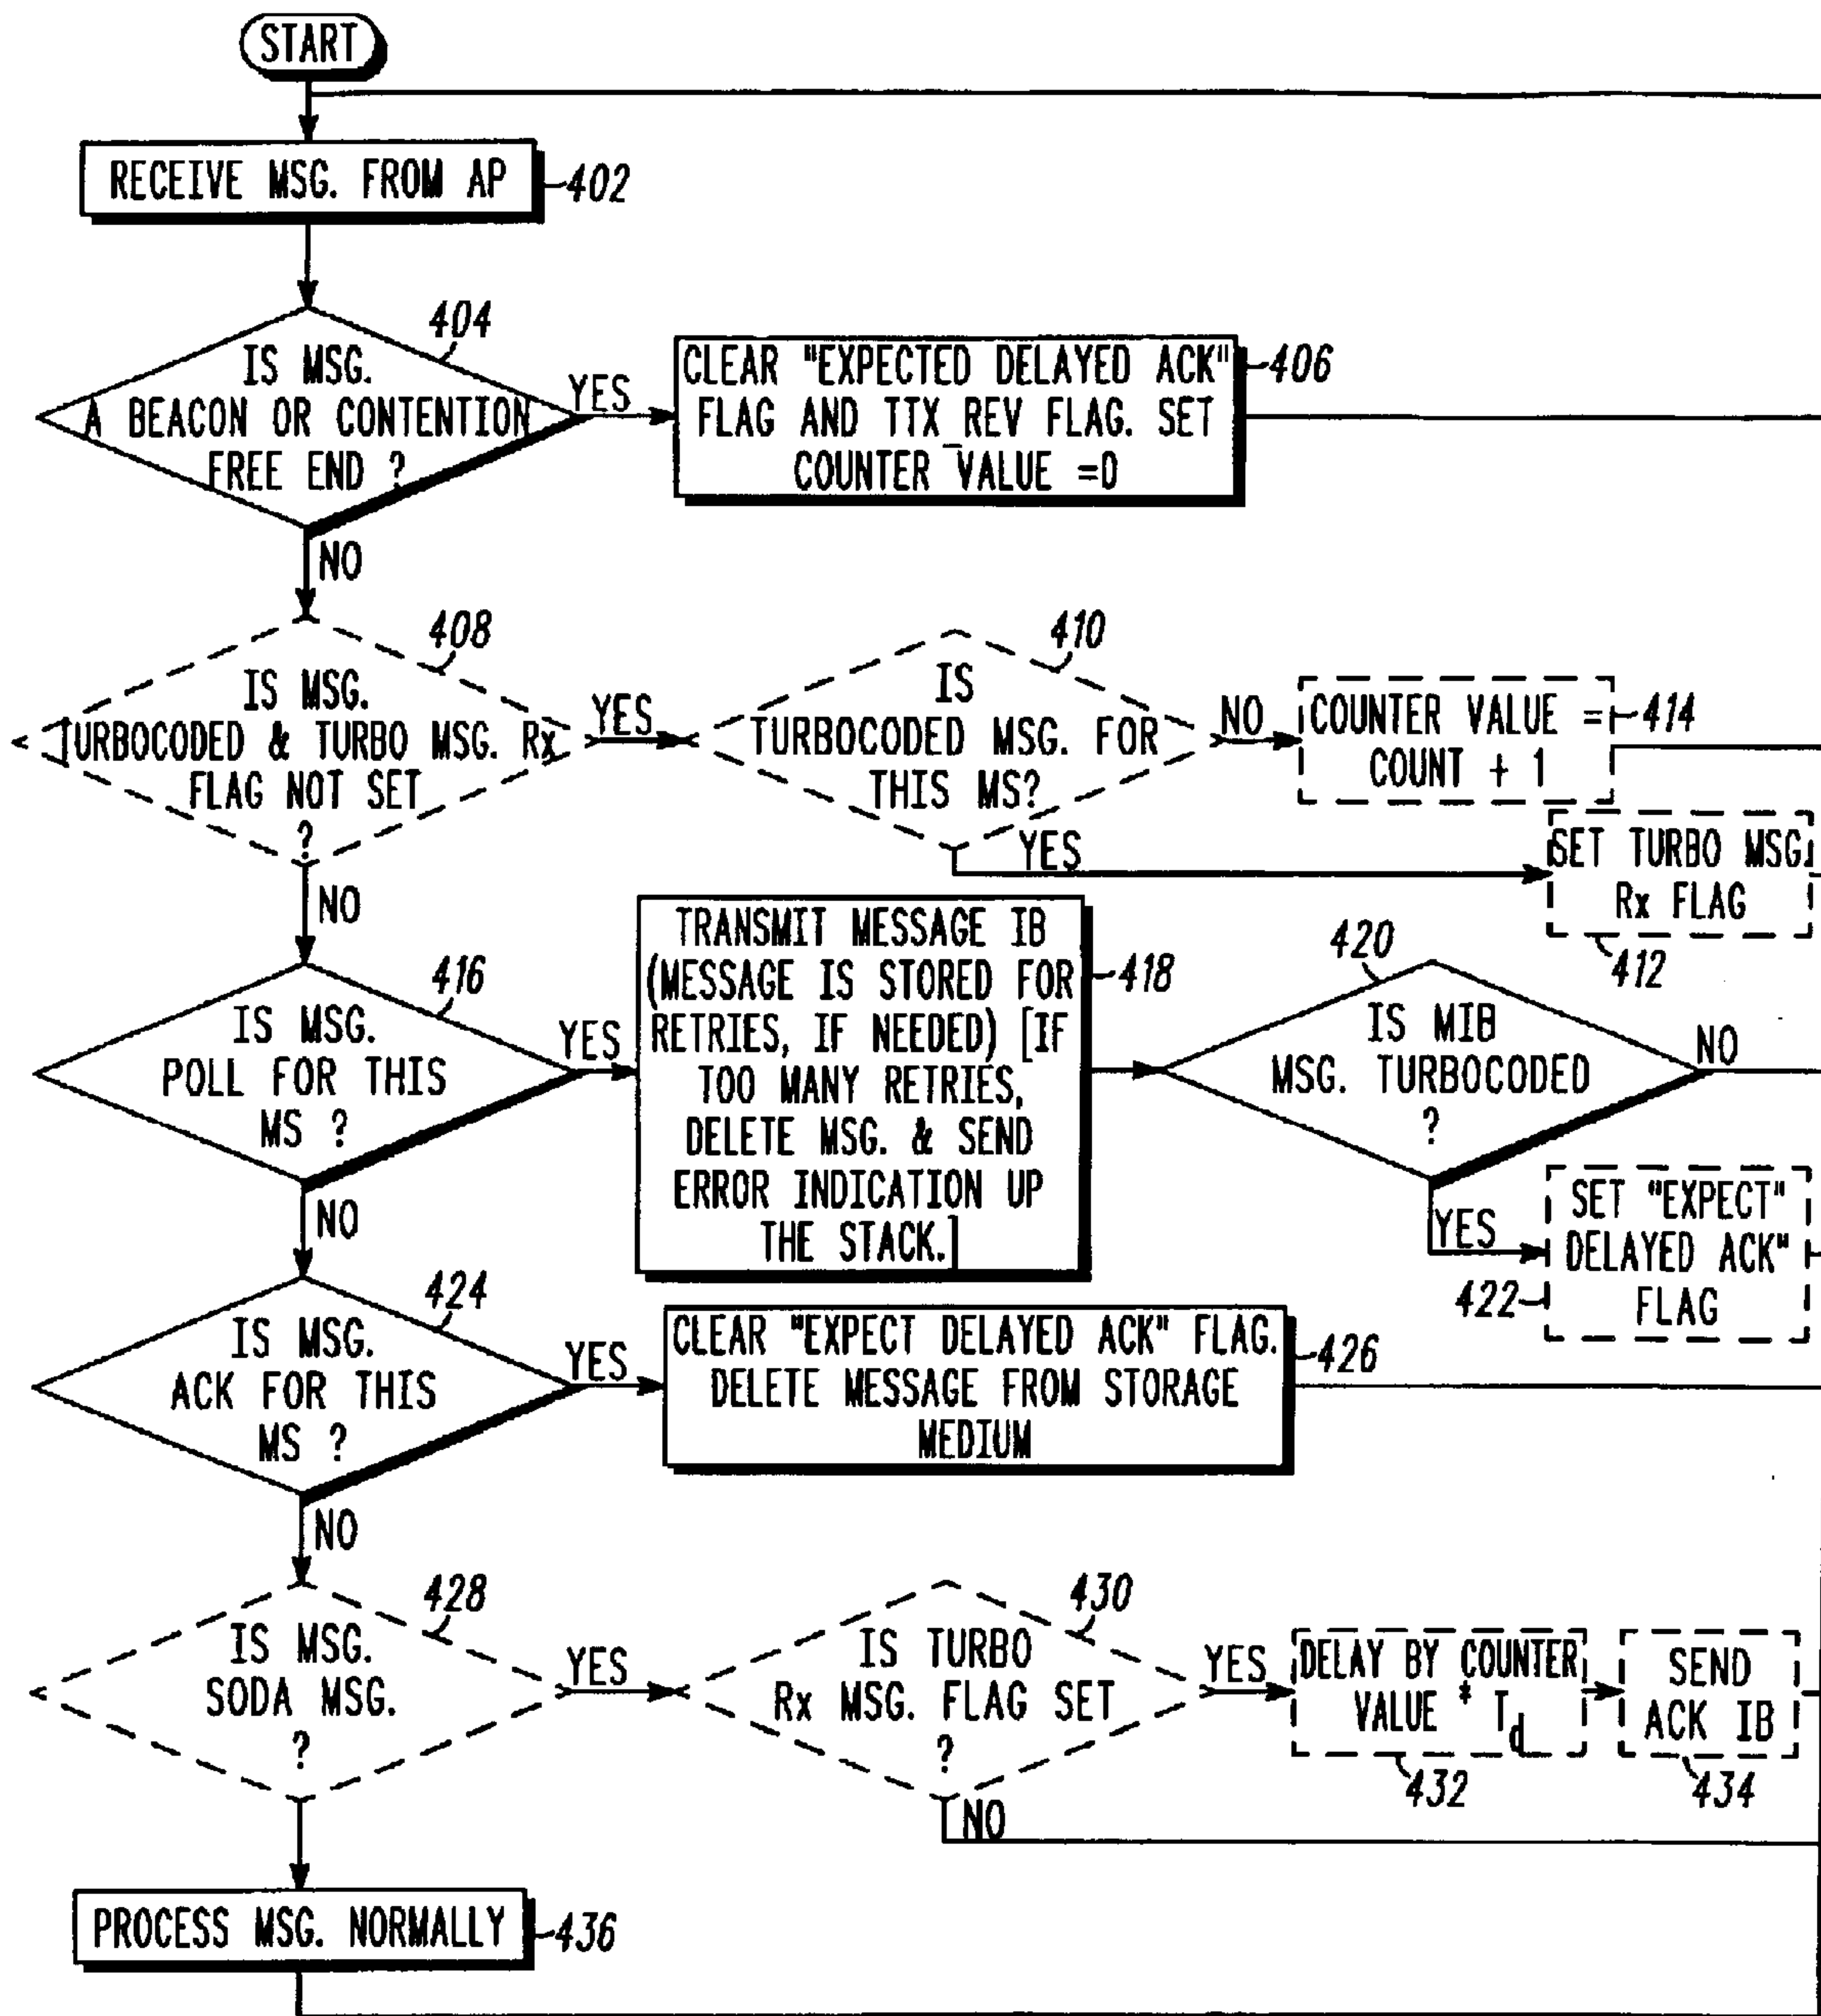 START
RECEIVE MSG. FROM AP
402
404
IS MSG.
A BEACON OR CONTENTION
FREE END ?
YES
CLEAR "EXPECTED DELAYED ACK"
FLAG AND TTX_REV FLAG. SET
COUNTER VALUE =0
406
NO
408
IS MSG.
TURBOCODED & TURBO MSG. Rx
FLAG NOT SET
?
YES
410
IS
TURBOCODED MSG. FOR
THIS MS?
NO
COUNTER VALUE =
COUNT + 1
414
YES
SET TURBO MSG.
Rx FLAG
412
NO
416
IS MSG.
POLL FOR THIS
MS ?
YES
TRANSMIT MESSAGE IB
(MESSAGE IS STORED FOR
RETRIES, IF NEEDED) [IF
TOO MANY RETRIES,
DELETE MSG. & SEND
ERROR INDICATION UP
THE STACK.]
418
420
IS MIB
MSG. TURBOCODED
?
NO
YES
SET "EXPECT"
DELAYED ACK"
FLAG
422
NO
424
IS MSG.
ACK FOR THIS
MS ?
YES
CLEAR "EXPECT DELAYED ACK" FLAG.
DELETE MESSAGE FROM STORAGE
MEDIUM
426
NO
428
IS MSG.
SODA MSG.
?
YES
430
IS TURBO
Rx MSG. FLAG SET
?
YES
DELAY BY COUNTER
VALUE * Td
432
SEND
ACK IB
434
NO
PROCESS MSG. NORMALLY
436